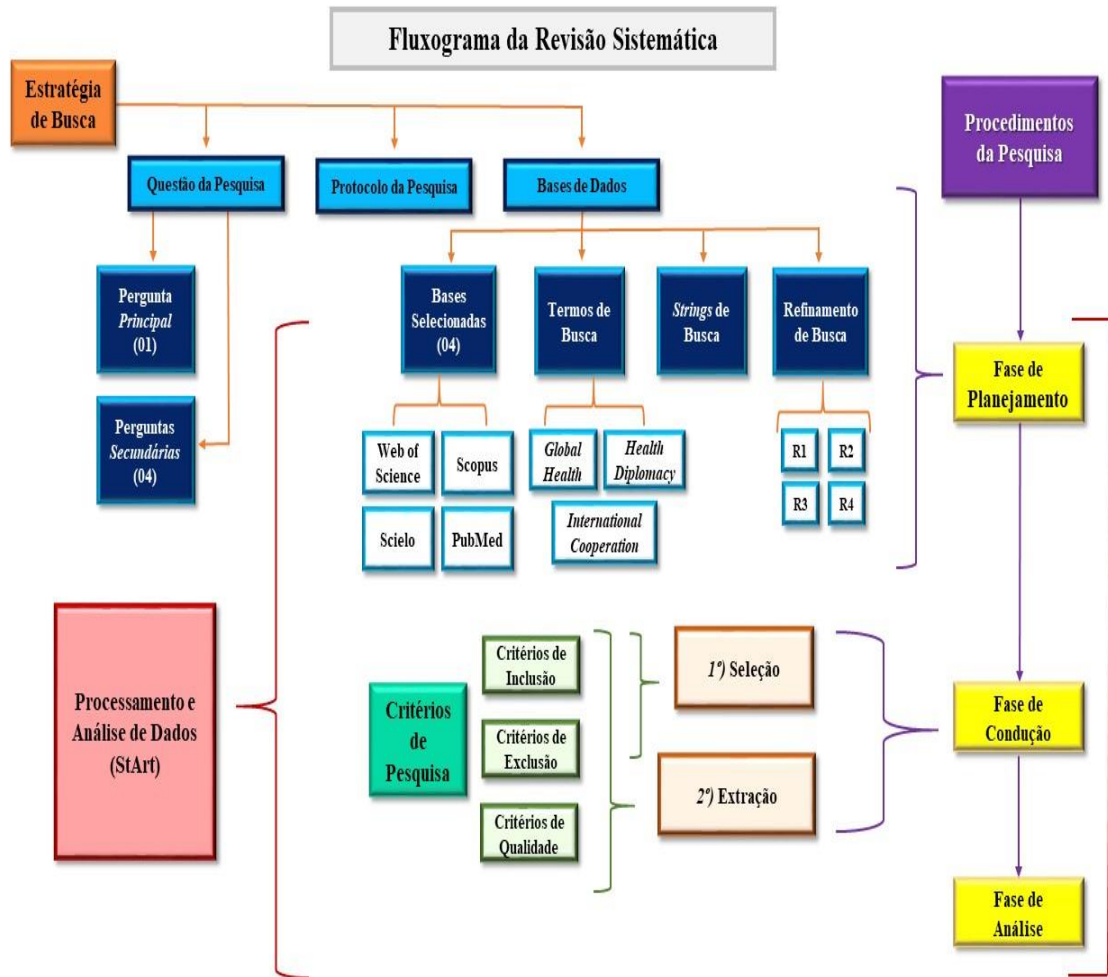 Fluxograma da Revisão Sistemática
Estratégia
de Busca
Procedimentos
da Pesquisa
Questão da Pesquisa
Protocolo da Pesquisa
Bases de Dados
Pergunta
Principal
(01)
Bases
Selecionadas
(04)
Termos de
Busca
Strings de
Busca
Refinamento
de Busca
Fase de
Planejamento
Perguntas
Secundárias
(04)
Web of
Science
Scopus
Global
Health
Health
Diplomacy
R1
R2
Scielo
PubMed
International
Cooperation
R3
R4
Processamento e
Análise de Dados
(StArt)
Critérios
de
Pesquisa
Critérios de
Inclusão
Critérios de
Exclusão
Critérios de
Qualidade
1º) Seleção
2º) Extração
Fase de
Condução
Fase de
Análise